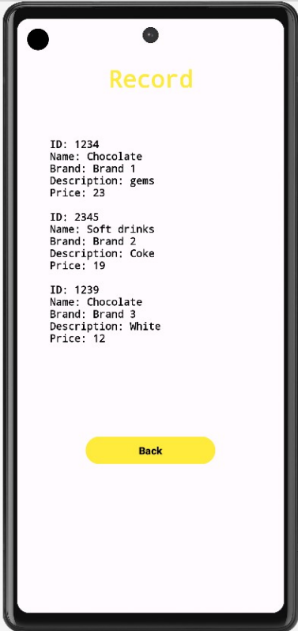 Record
ID: 1234
Name: Chocolate
Brand: Brand 1
Description: gems
Price: 23
ID: 2345
Name: Soft drinks
Brand: Brand 2
Description: Coke
Price: 19
ID: 1239
Name: Chocolate
Brand: Brand 3
Description: White
Price: 12
Back